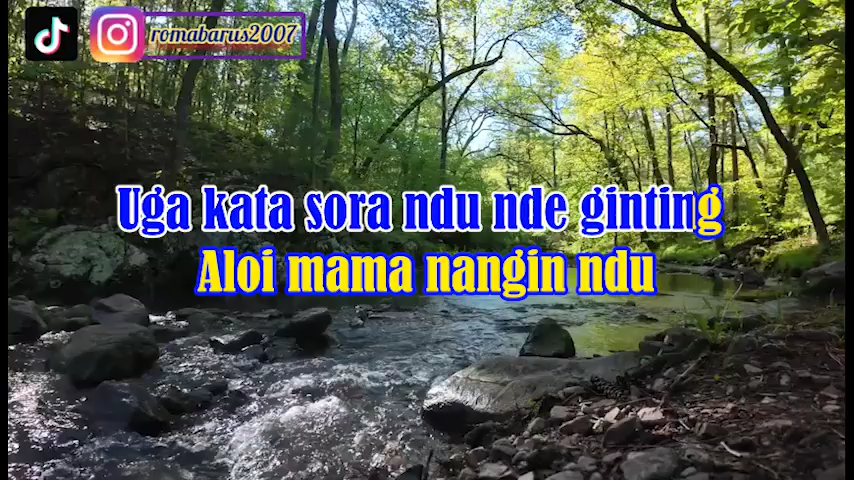 romabarus2007
Uga kata sora ndu nde ginting
Aloi mama nangin ndu